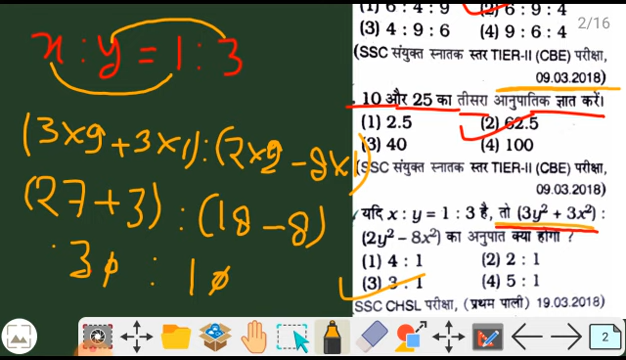 x : y = 1 : 3
(3×9 + 3×1) : (2×9 - 8×1)
(27 + 3) : (18 - 8)
30 : 10
(1) 6 : 4 : 9 (2) 6 : 9 : 4
2/16
(3) 4 : 9 : 6 (4) 9 : 6 : 4
(SSC संयुक्त स्नातक स्तर TIER-II (CBE) परीक्षा,
09.03.2018)
10 और 25 का तीसरा आनुपातिक ज्ञात करें।
(1) 2.5 (2) 62.5
(3) 40 (4) 100
(SSC संयुक्त स्नातक स्तर TIER-II (CBE) परीक्षा,
09.03.2018)
यदि x : y = 1 : 3 है, तो (3y² + 3x²) :
(2y² – 8x²) का अनुपात क्या होगा ?
(1) 4 : 1 (2) 2 : 1
(3) 3 : 1 (4) 5 : 1
SSC CHSL परीक्षा, (प्रथम पाली) 19.03.2018)
2